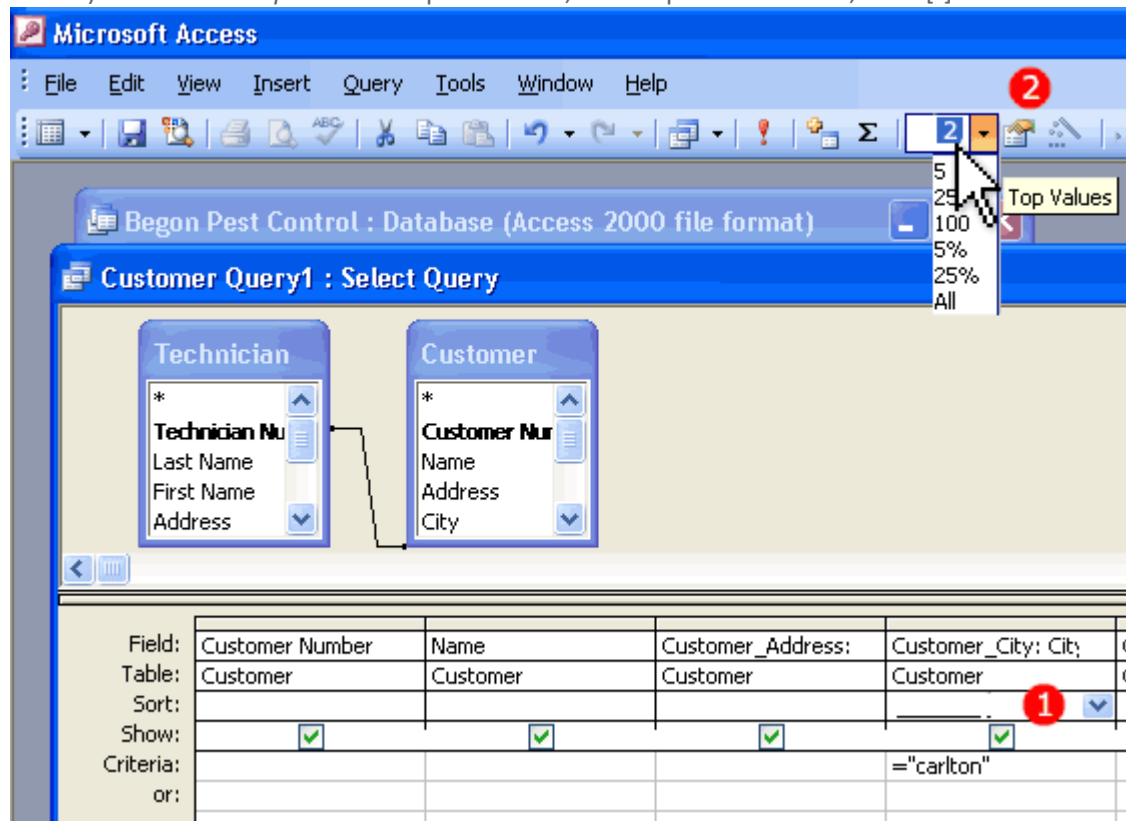 Microsoft Access
File Edit View Insert Query Tools Window Help
2
ABC Σ 2
5
25
100
5%
25%
All
Top Values
Begon Pest Control : Database (Access 2000 file format)
Customer Query1 : Select Query
Technician Customer
* *
Technician Nu Customer Nur
Last Name Name
First Name Address
Address City
Field: Customer Number Name Customer_Address: Customer_City: City
Table: Customer Customer Customer Customer
Sort: 1
Show:
Criteria: ="carlton"
or: